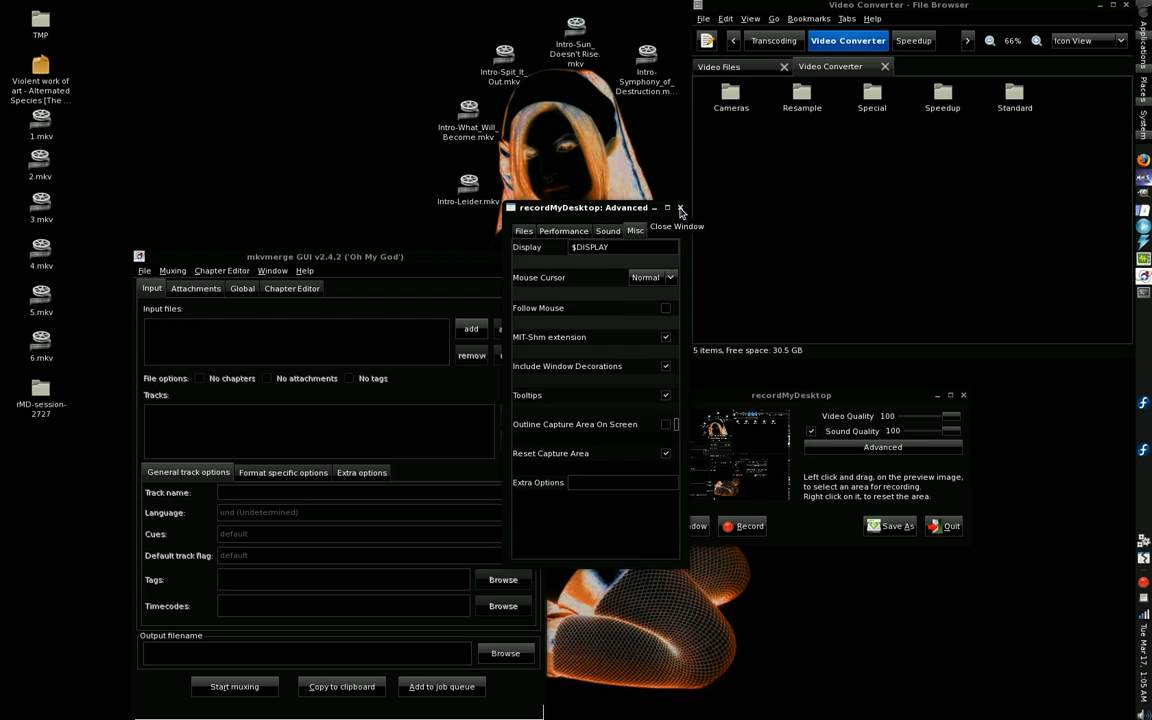 TMP
Violent work of
art - Alternated
Species [The ...
1.mkv
2.mkv
3.mkv
4.mkv
5.mkv
6.mkv
rMD-session-
2727
Intro-Sun_
Doesn't Rise.
mkv
Intro-Spit_It_
Out.mkv
Intro-
Symphony_of_
Destruction.m...
Intro-What_Will_
Become.mkv
Intro-Leider.mkv
Video Converter - File Browser
File Edit View Go Bookmarks Tabs Help
Transcoding Video Converter Speedup 66% Icon View
Video Files Video Converter
Cameras Resample Special Speedup Standard
5 items, Free space: 30.5 GB
recordMyDesktop: Advanced
Close Window
Files Performance Sound Misc
Display $DISPLAY
Mouse Cursor Normal
Follow Mouse
MIT-Shm extension
Include Window Decorations
Tooltips
Outline Capture Area On Screen
Reset Capture Area
Extra Options
mkvmerge GUI v2.4.2 ('Oh My God')
File Muxing Chapter Editor Window Help
Input Attachments Global Chapter Editor
Input files:
add
remove
File options: No chapters No attachments No tags
Tracks:
General track options Format specific options Extra options
Track name:
Language: und (Undetermined)
Cues: default
Default track flag: default
Tags: Browse
Timecodes: Browse
Output filename
Browse
Start muxing Copy to clipboard Add to job queue
recordMyDesktop
Video Quality 100
Sound Quality 100
Advanced
Left click and drag, on the preview image,
to select an area for recording.
Right click on it, to reset the area.
Record Save As Quit
Applications
Places
System
Tue Mar 17, 1:05 AM